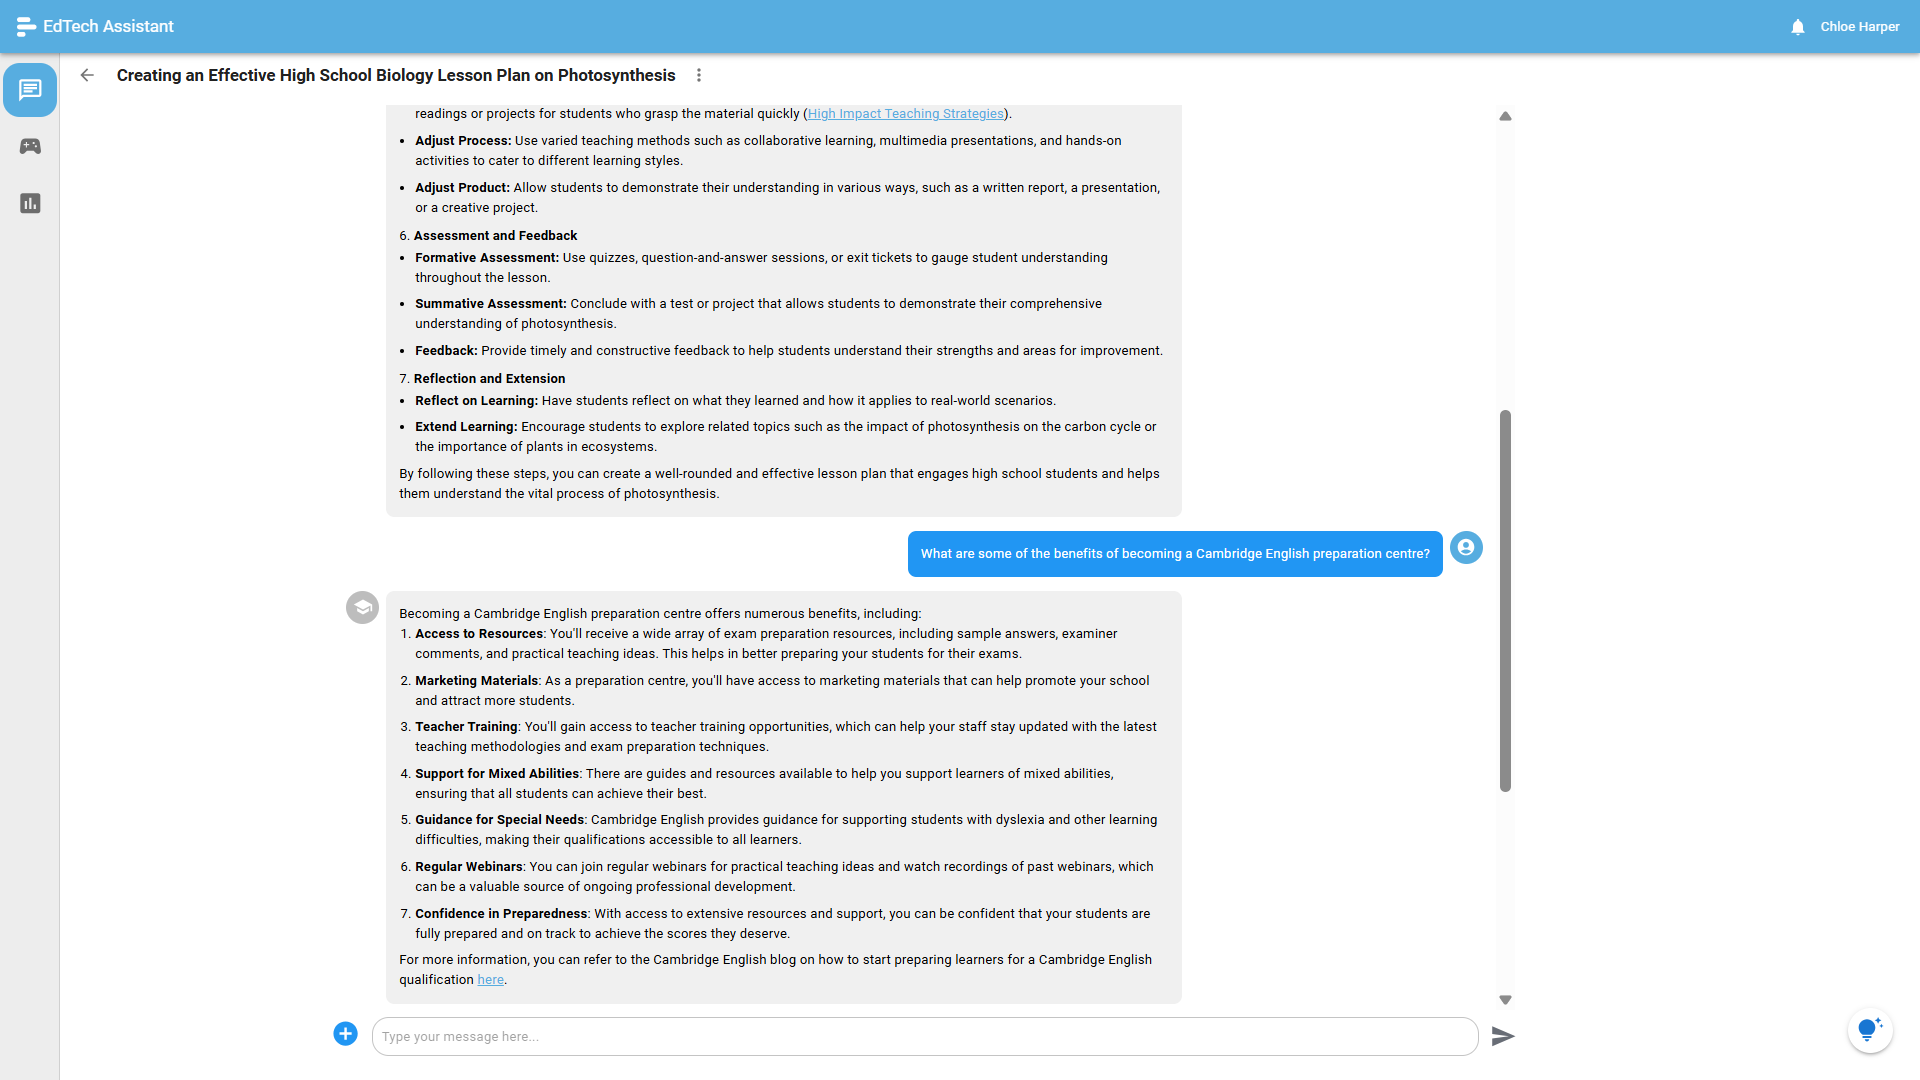 EdTech Assistant
Chloe Harper
Creating an Effective High School Biology Lesson Plan on Photosynthesis
readings or projects for students who grasp the material quickly (High Impact Teaching Strategies).
• Adjust Process: Use varied teaching methods such as collaborative learning, multimedia presentations, and hands-on
activities to cater to different learning styles.
• Adjust Product: Allow students to demonstrate their understanding in various ways, such as a written report, a presentation,
or a creative project.
6. Assessment and Feedback
• Formative Assessment: Use quizzes, question-and-answer sessions, or exit tickets to gauge student understanding
throughout the lesson.
• Summative Assessment: Conclude with a test or project that allows students to demonstrate their comprehensive
understanding of photosynthesis.
• Feedback: Provide timely and constructive feedback to help students understand their strengths and areas for improvement.
7. Reflection and Extension
• Reflect on Learning: Have students reflect on what they learned and how it applies to real-world scenarios.
• Extend Learning: Encourage students to explore related topics such as the impact of photosynthesis on the carbon cycle or
the importance of plants in ecosystems.
By following these steps, you can create a well-rounded and effective lesson plan that engages high school students and helps
them understand the vital process of photosynthesis.
What are some of the benefits of becoming a Cambridge English preparation centre?
Becoming a Cambridge English preparation centre offers numerous benefits, including:
1. Access to Resources: You'll receive a wide array of exam preparation resources, including sample answers, examiner
comments, and practical teaching ideas. This helps in better preparing your students for their exams.
2. Marketing Materials: As a preparation centre, you'll have access to marketing materials that can help promote your school
and attract more students.
3. Teacher Training: You'll gain access to teacher training opportunities, which can help your staff stay updated with the latest
teaching methodologies and exam preparation techniques.
4. Support for Mixed Abilities: There are guides and resources available to help you support learners of mixed abilities,
ensuring that all students can achieve their best.
5. Guidance for Special Needs: Cambridge English provides guidance for supporting students with dyslexia and other learning
difficulties, making their qualifications accessible to all learners.
6. Regular Webinars: You can join regular webinars for practical teaching ideas and watch recordings of past webinars, which
can be a valuable source of ongoing professional development.
7. Confidence in Preparedness: With access to extensive resources and support, you can be confident that your students are
fully prepared and on track to achieve the scores they deserve.
For more information, you can refer to the Cambridge English blog on how to start preparing learners for a Cambridge English
qualification here.
Type your message here...